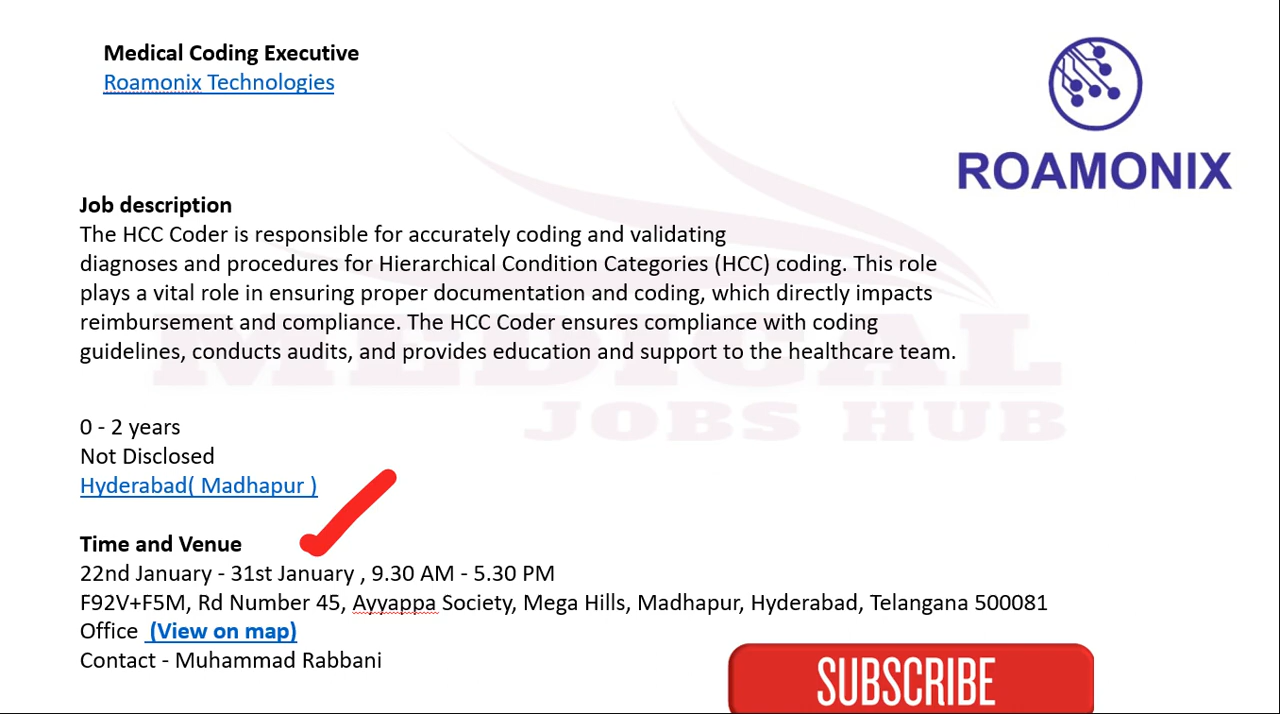 Medical Coding Executive
Roamonix Technologies
ROAMONIX
Job description
The HCC Coder is responsible for accurately coding and validating
diagnoses and procedures for Hierarchical Condition Categories (HCC) coding. This role
plays a vital role in ensuring proper documentation and coding, which directly impacts
reimbursement and compliance. The HCC Coder ensures compliance with coding
guidelines, conducts audits, and provides education and support to the healthcare team.
MEDICAL
JOBS HUB
0 - 2 years
Not Disclosed
Hyderabad( Madhapur )
Time and Venue
22nd January - 31st January , 9.30 AM - 5.30 PM
F92V+F5M, Rd Number 45, Ayyappa Society, Mega Hills, Madhapur, Hyderabad, Telangana 500081
Office (View on map)
Contact - Muhammad Rabbani
SUBSCRIBE